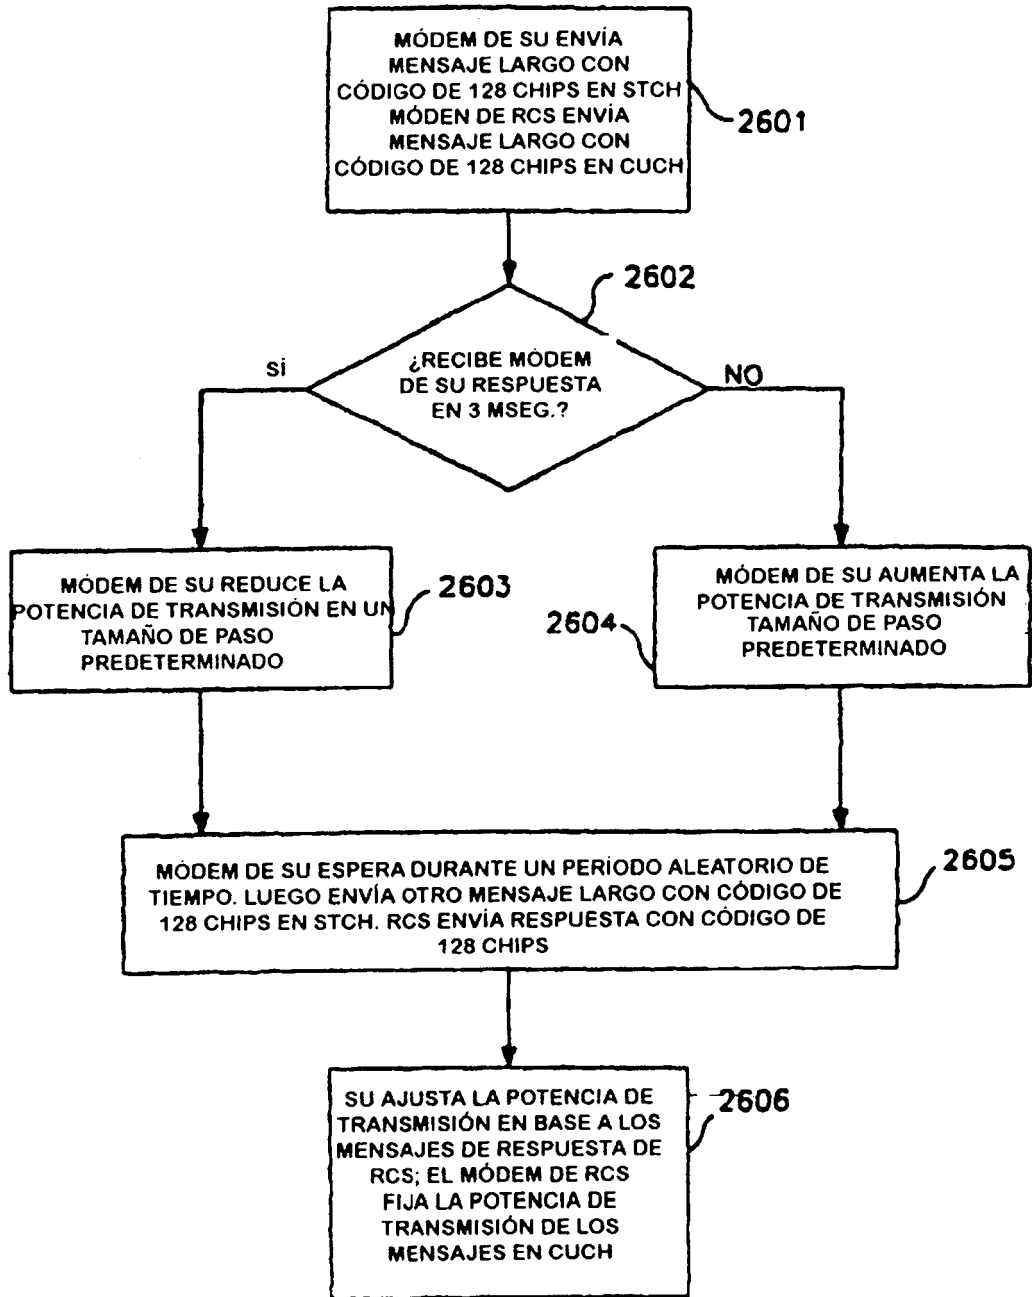 MÓDEM DE SU ENVÍA
MENSAJE LARGO CON
CÓDIGO DE 128 CHIPS EN STCH
MÓDEN DE RCS ENVÍA
MENSAJE LARGO CON
CÓDIGO DE 128 CHIPS EN CUCH
2601
2602
¿RECIBE MÓDEM
DE SU RESPUESTA
EN 3 MSEG.?
SÍ
NO
MÓDEM DE SU REDUCE LA
POTENCIA DE TRANSMISIÓN EN UN
TAMAÑO DE PASO
PREDETERMINADO
2603
MÓDEM DE SU AUMENTA LA
POTENCIA DE TRANSMISIÓN
TAMAÑO DE PASO
PREDETERMINADO
2604
MÓDEM DE SU ESPERA DURANTE UN PERÍODO ALEATORIO DE
TIEMPO. LUEGO ENVÍA OTRO MENSAJE LARGO CON CÓDIGO DE
128 CHIPS EN STCH. RCS ENVÍA RESPUESTA CON CÓDIGO DE
128 CHIPS
2605
SU AJUSTA LA POTENCIA DE
TRANSMISIÓN EN BASE A LOS
MENSAJES DE RESPUESTA DE
RCS; EL MÓDEM DE RCS
FIJA LA POTENCIA DE
TRANSMISIÓN DE LOS
MENSAJES EN CUCH
2606